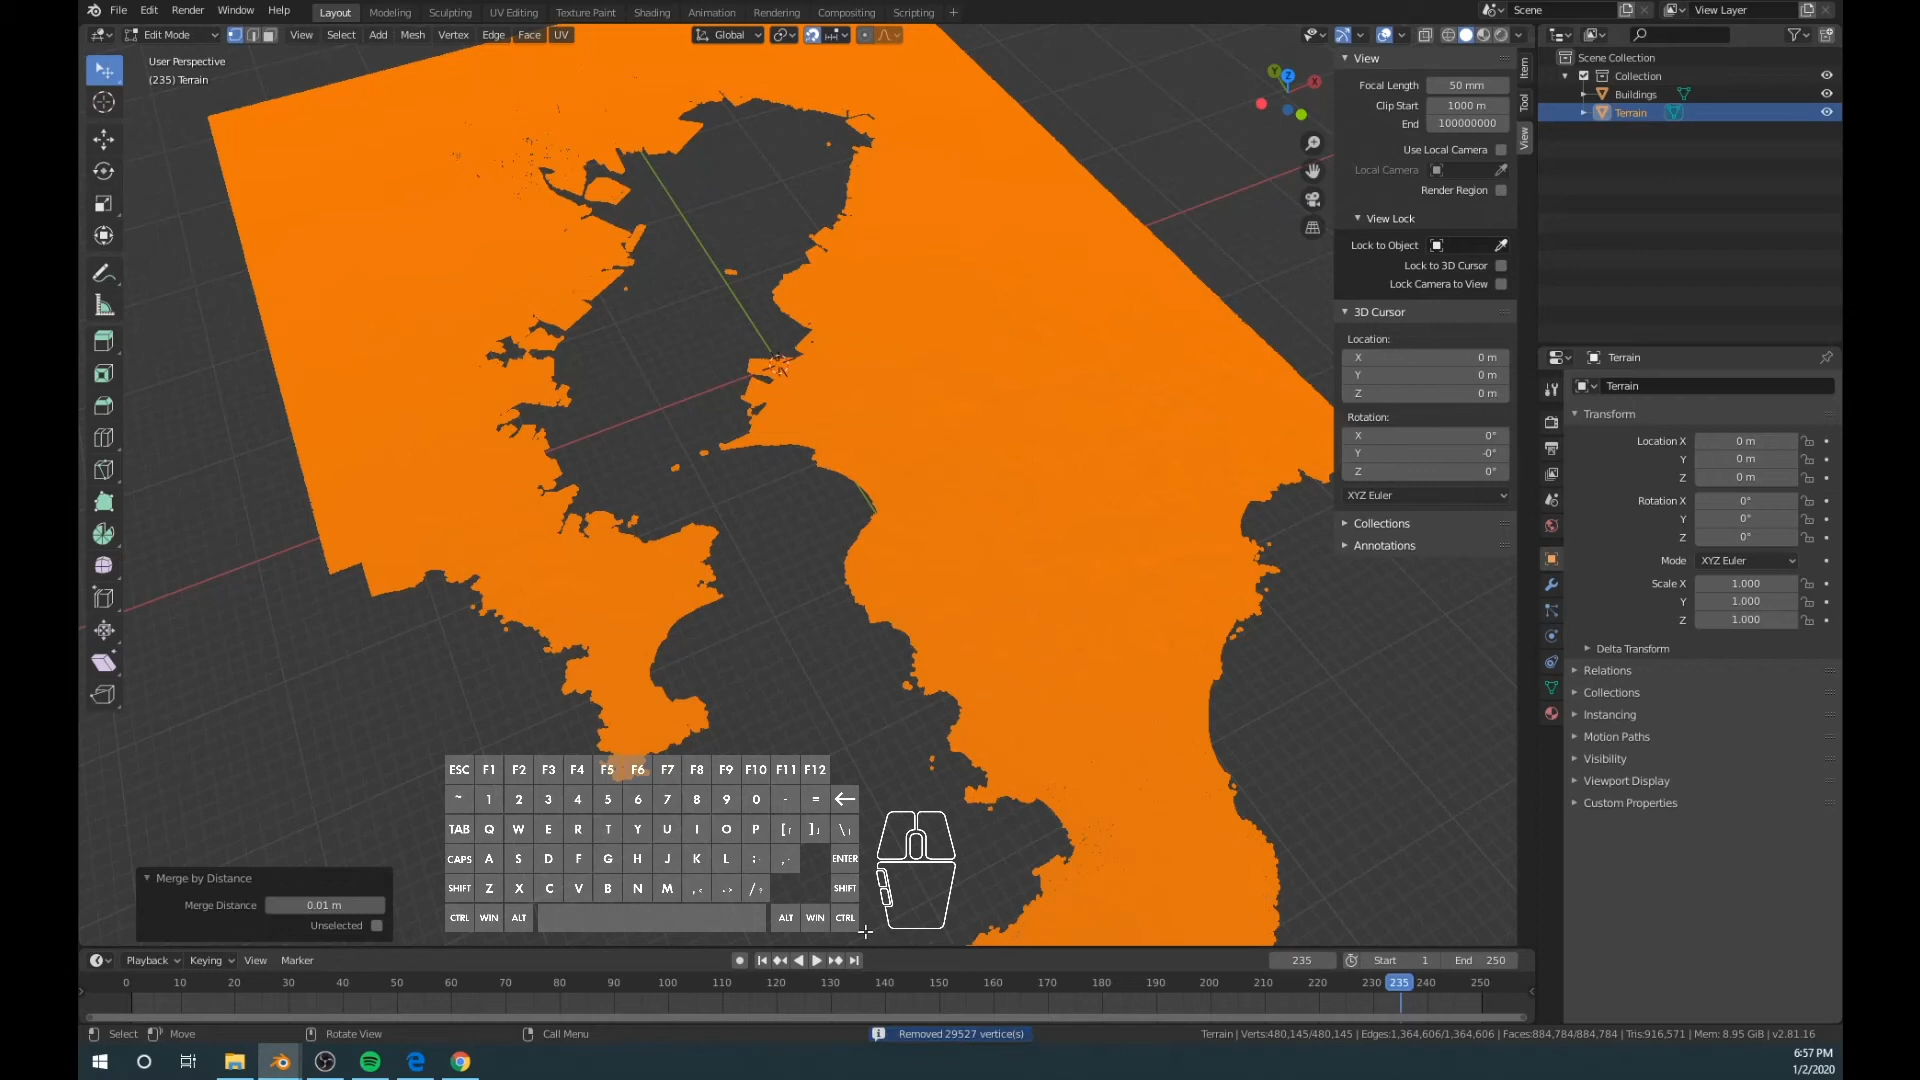 File Edit Render Window Help Layout Modeling Sculpting UV Editing Texture Paint Shading Animation Rendering Compositing Scripting + Scene View Layer
Edit Mode View Select Add Mesh Vertex Edge Face UV Global
User Perspective
(235) Terrain
Y Z X
View
Focal Length 50 mm
Clip Start 1000 m
End 100000000
Use Local Camera
Local Camera
Render Region
View Lock
Lock to Object
Lock to 3D Cursor
Lock Camera to View
3D Cursor
Location:
X 0 m
Y 0 m
Z 0 m
Rotation:
X 0°
Y -0°
Z 0°
XYZ Euler
Collections
Annotations
Item
Tool
View
Scene Collection
Collection
Buildings
Terrain
Terrain
Terrain
Transform
Location X 0 m
Y 0 m
Z 0 m
Rotation X 0°
Y 0°
Z 0°
Mode XYZ Euler
Scale X 1.000
Y 1.000
Z 1.000
Delta Transform
Relations
Collections
Instancing
Motion Paths
Visibility
Viewport Display
Custom Properties
ESC F1 F2 F3 F4 F5 F6 F7 F8 F9 F10 F11 F12
~ 1 2 3 4 5 6 7 8 9 0 - =
TAB Q W E R T Y U I O P [ ] \
CAPS A S D F G H J K L ; ENTER
SHIFT Z X C V B N M , . / SHIFT
CTRL WIN ALT ALT WIN CTRL
Merge by Distance
Merge Distance 0.01 m
Unselected
Playback Keying View Marker 235 Start 1 End 250
0 10 20 30 40 50 60 70 80 90 100 110 120 130 140 150 160 170 180 190 200 210 220 230 235 240 250
Select Move Rotate View Call Menu Removed 29527 vertice(s) Terrain | Verts:480,145/480,145 | Edges:1,364,606/1,364,606 | Faces:884,784/884,784 | Tris:916,571 | Mem: 8.95 GiB | v2.81.16
6:57 PM
1/2/2020